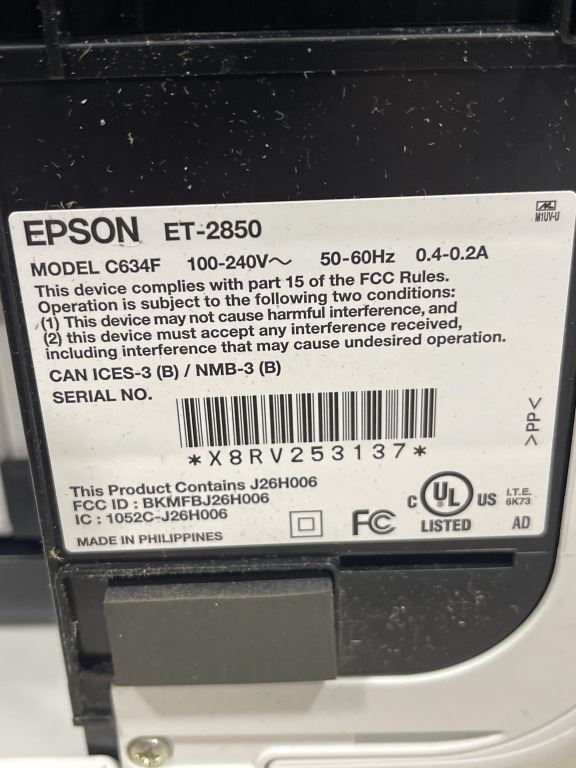 EPSON ET-2850
M1UV-U
MODEL C634F 100-240V~ 50-60Hz 0.4-0.2A
This device complies with part 15 of the FCC Rules.
Operation is subject to the following two conditions:
(1) This device may not cause harmful interference, and
(2) this device must accept any interference received,
including interference that may cause undesired operation.
CAN ICES-3 (B) / NMB-3 (B)
SERIAL NO.
*X8RV253137*
>PP<
This Product Contains J26H006
FCC ID : BKMFBJ26H006
IC : 1052C-J26H006
MADE IN PHILIPPINES
FC
C UL US
LISTED
I.T.E.
6K73
AD